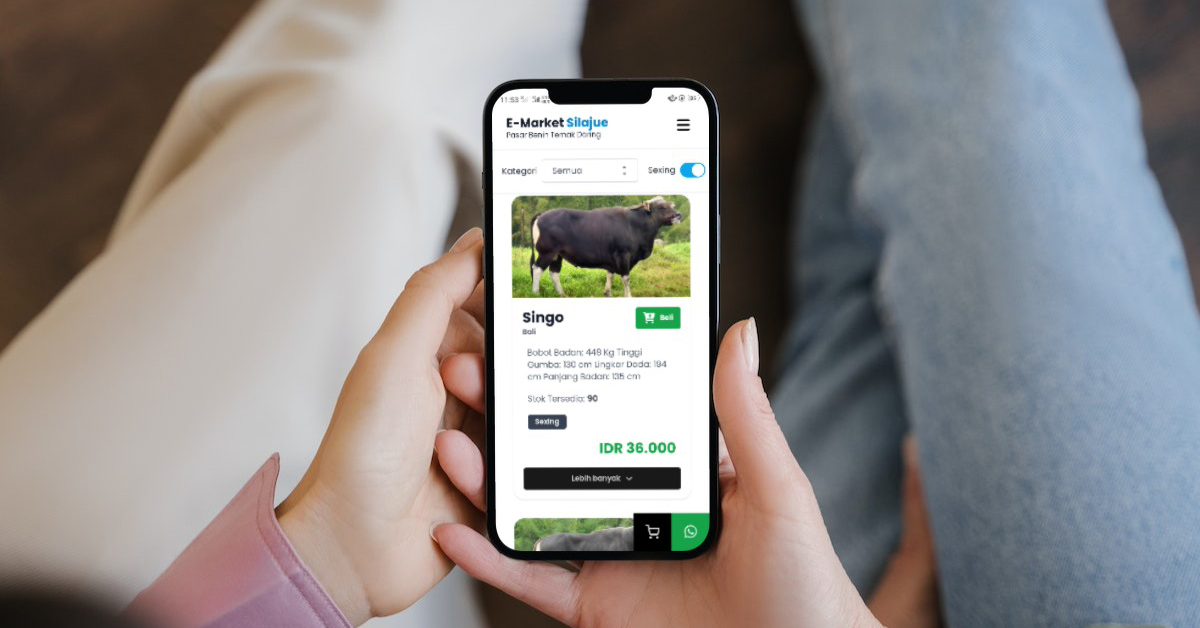 11:53
E-Market Silajue
Pasar Benih Ternak Daring
Kategori Semua Sexing
Singo
Beli
Bali
Bobot Badan: 448 Kg Tinggi
Gumba: 130 cm Lingkar Dada: 194
cm Panjang Badan: 135 cm
Stok Tersedia: 90
Sexing
IDR 36.000
Lebih banyak